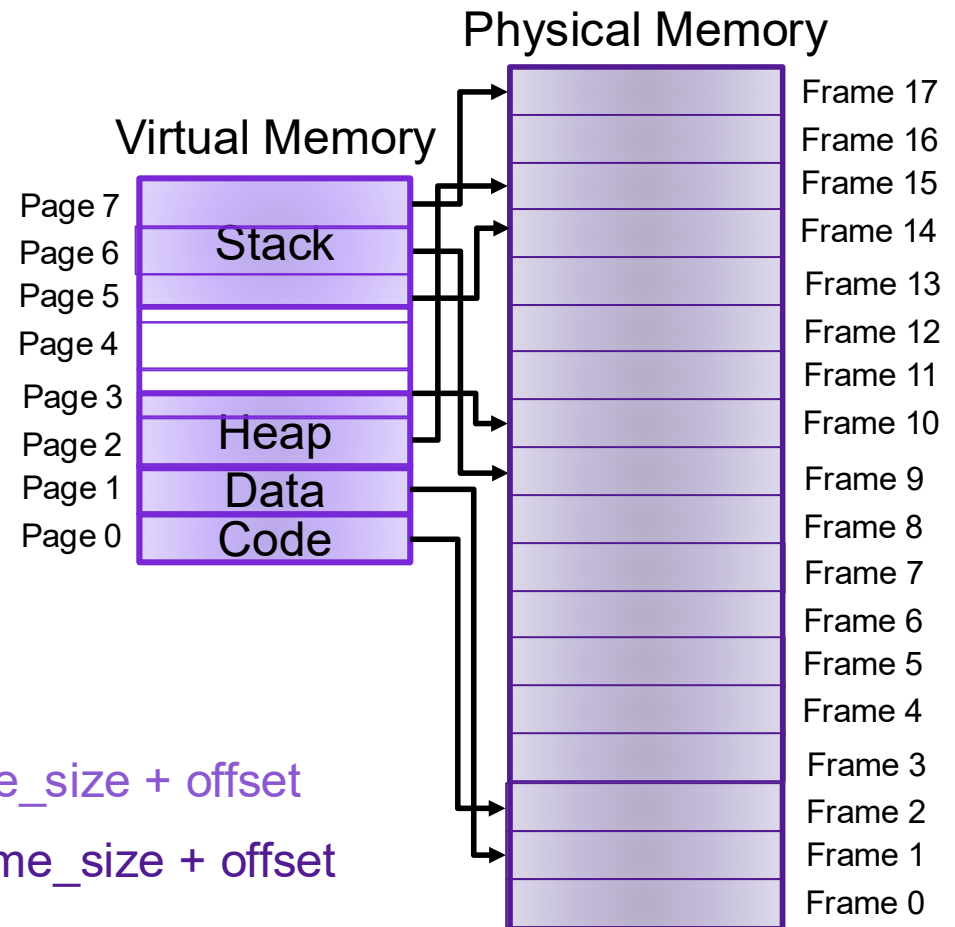 Physical Memory
Virtual Memory
Page 7
Page 6
Page 5
Page 4
Page 3
Page 2
Page 1
Page 0
Stack
Heap
Data
Code
Frame 17
Frame 16
Frame 15
Frame 14
Frame 13
Frame 12
Frame 11
Frame 10
Frame 9
Frame 8
Frame 7
Frame 6
Frame 5
Frame 4
Frame 3
Frame 2
Frame 1
Frame 0
e_size + offset
me_size + offset